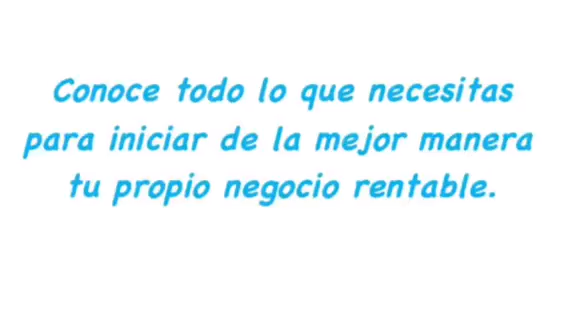 Conoce todo lo que necesitas
para iniciar de la mejor manera
tu propio negocio rentable.